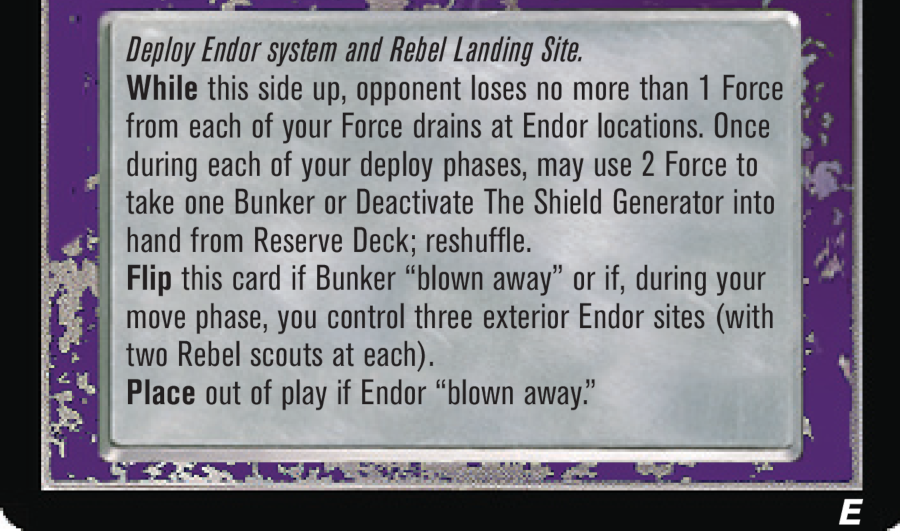 Deploy Endor system and Rebel Landing Site.
While this side up, opponent loses no more than 1 Force
from each of your Force drains at Endor locations. Once
during each of your deploy phases, may use 2 Force to
take one Bunker or Deactivate The Shield Generator into
hand from Reserve Deck; reshuffle.
Flip this card if Bunker “blown away” or if, during your
move phase, you control three exterior Endor sites (with
two Rebel scouts at each).
Place out of play if Endor “blown away.”
E